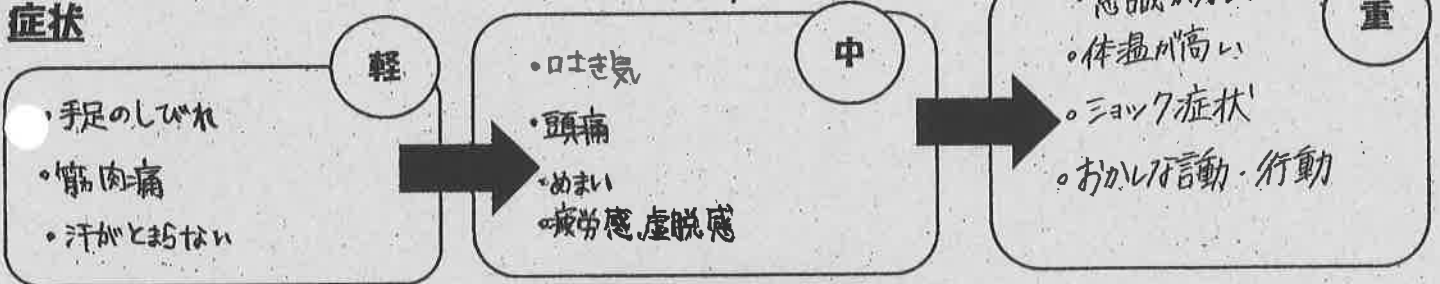 症状
軽
・手足のしびれ
・筋肉痛
・汗がとまらない
中
・吐き気
・頭痛
・めまい
・疲労感、虚脱感
重
・体温が高い
・ショック症状
・おかしな言動・行動